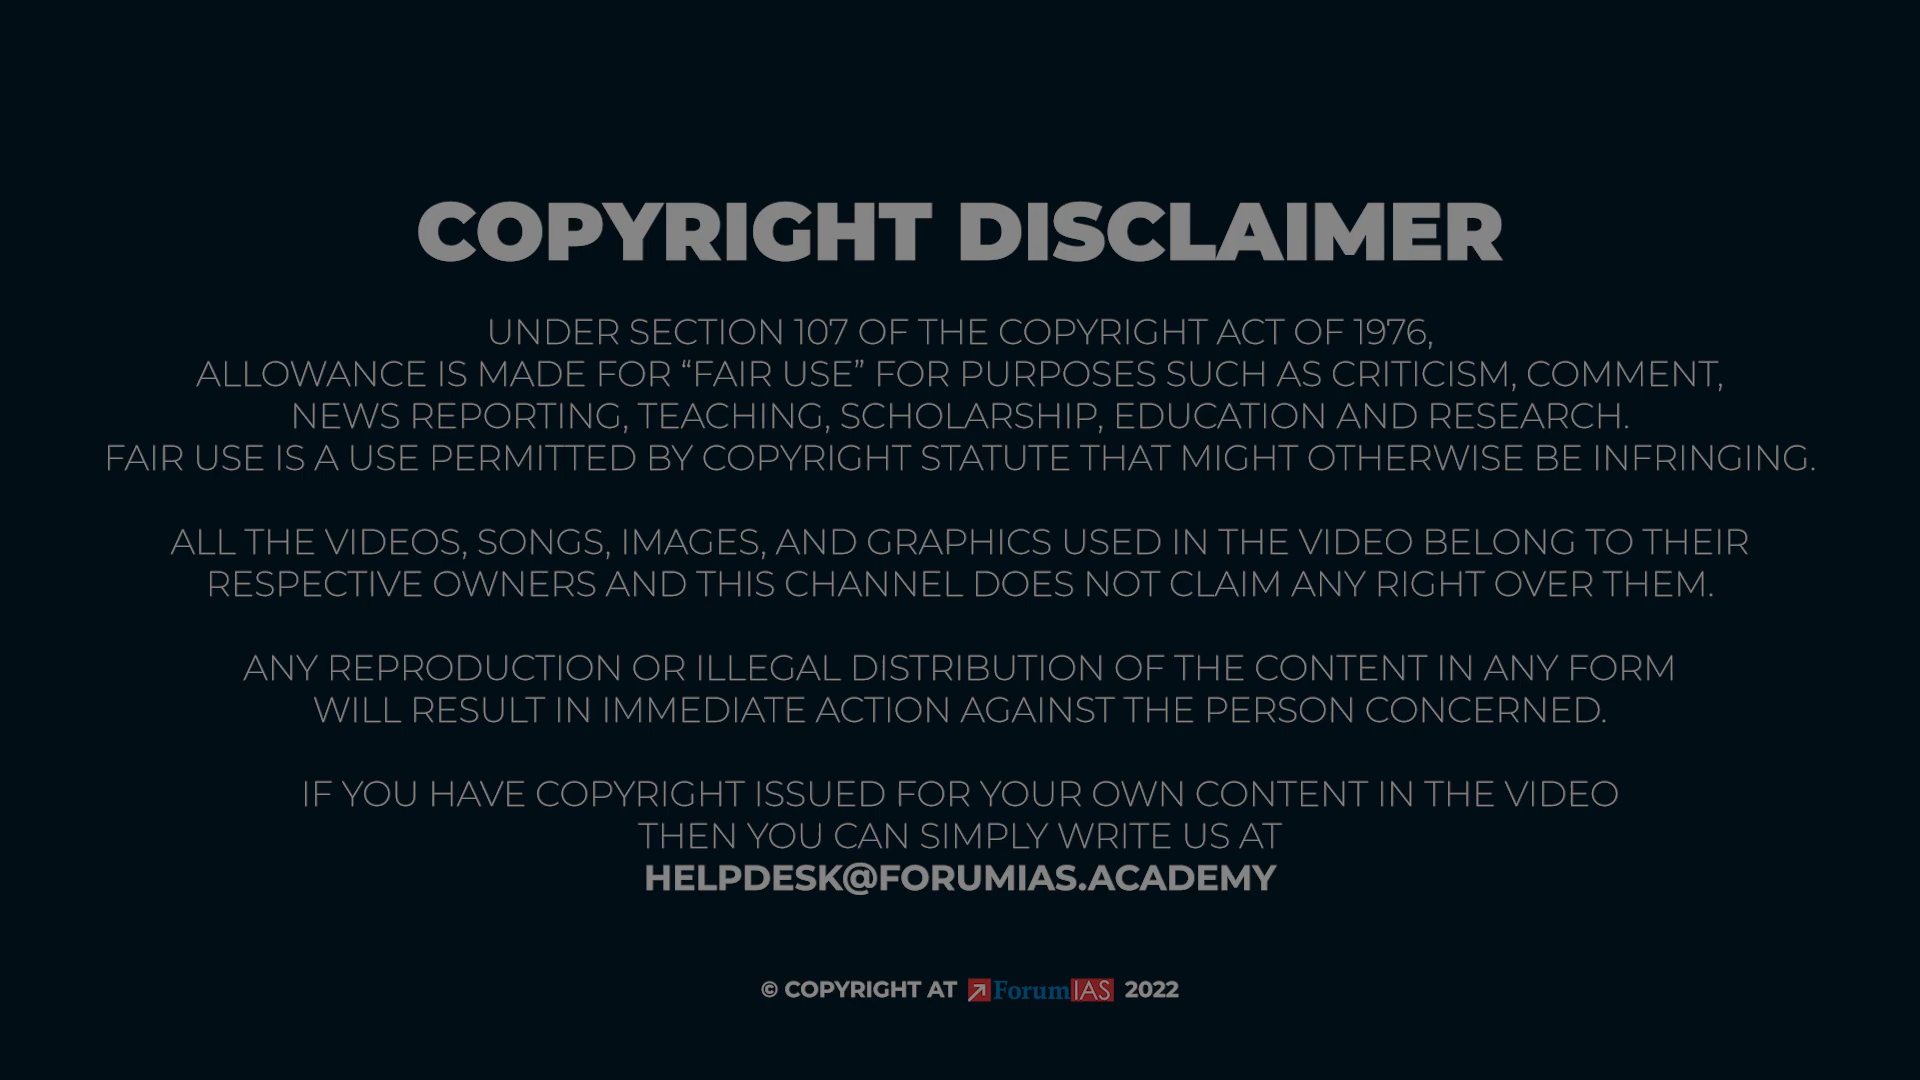 COPYRIGHT DISCLAIMER
UNDER SECTION 107 OF THE COPYRIGHT ACT OF 1976,
ALLOWANCE IS MADE FOR “FAIR USE” FOR PURPOSES SUCH AS CRITICISM, COMMENT,
NEWS REPORTING, TEACHING, SCHOLARSHIP, EDUCATION AND RESEARCH.
FAIR USE IS A USE PERMITTED BY COPYRIGHT STATUTE THAT MIGHT OTHERWISE BE INFRINGING.
ALL THE VIDEOS, SONGS, IMAGES, AND GRAPHICS USED IN THE VIDEO BELONG TO THEIR
RESPECTIVE OWNERS AND THIS CHANNEL DOES NOT CLAIM ANY RIGHT OVER THEM.
ANY REPRODUCTION OR ILLEGAL DISTRIBUTION OF THE CONTENT IN ANY FORM
WILL RESULT IN IMMEDIATE ACTION AGAINST THE PERSON CONCERNED.
IF YOU HAVE COPYRIGHT ISSUED FOR YOUR OWN CONTENT IN THE VIDEO
THEN YOU CAN SIMPLY WRITE US AT
HELPDESK@FORUMIAS.ACADEMY
© COPYRIGHT AT ForumIAS 2022